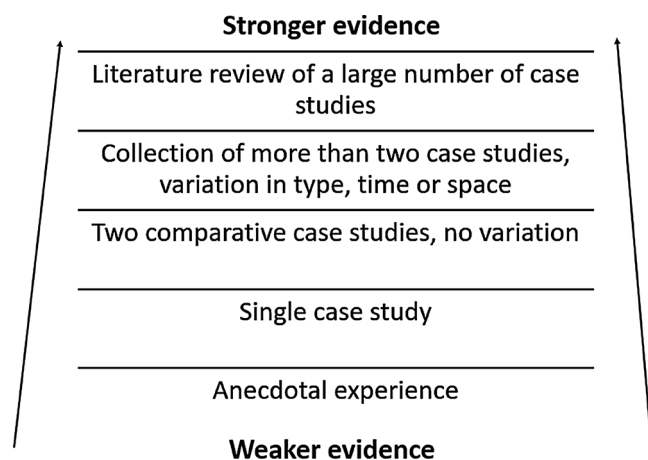 Stronger evidence
Literature review of a large number of case
studies
Collection of more than two case studies,
variation in type, time or space
Two comparative case studies, no variation
Single case study
Anecdotal experience
Weaker evidence